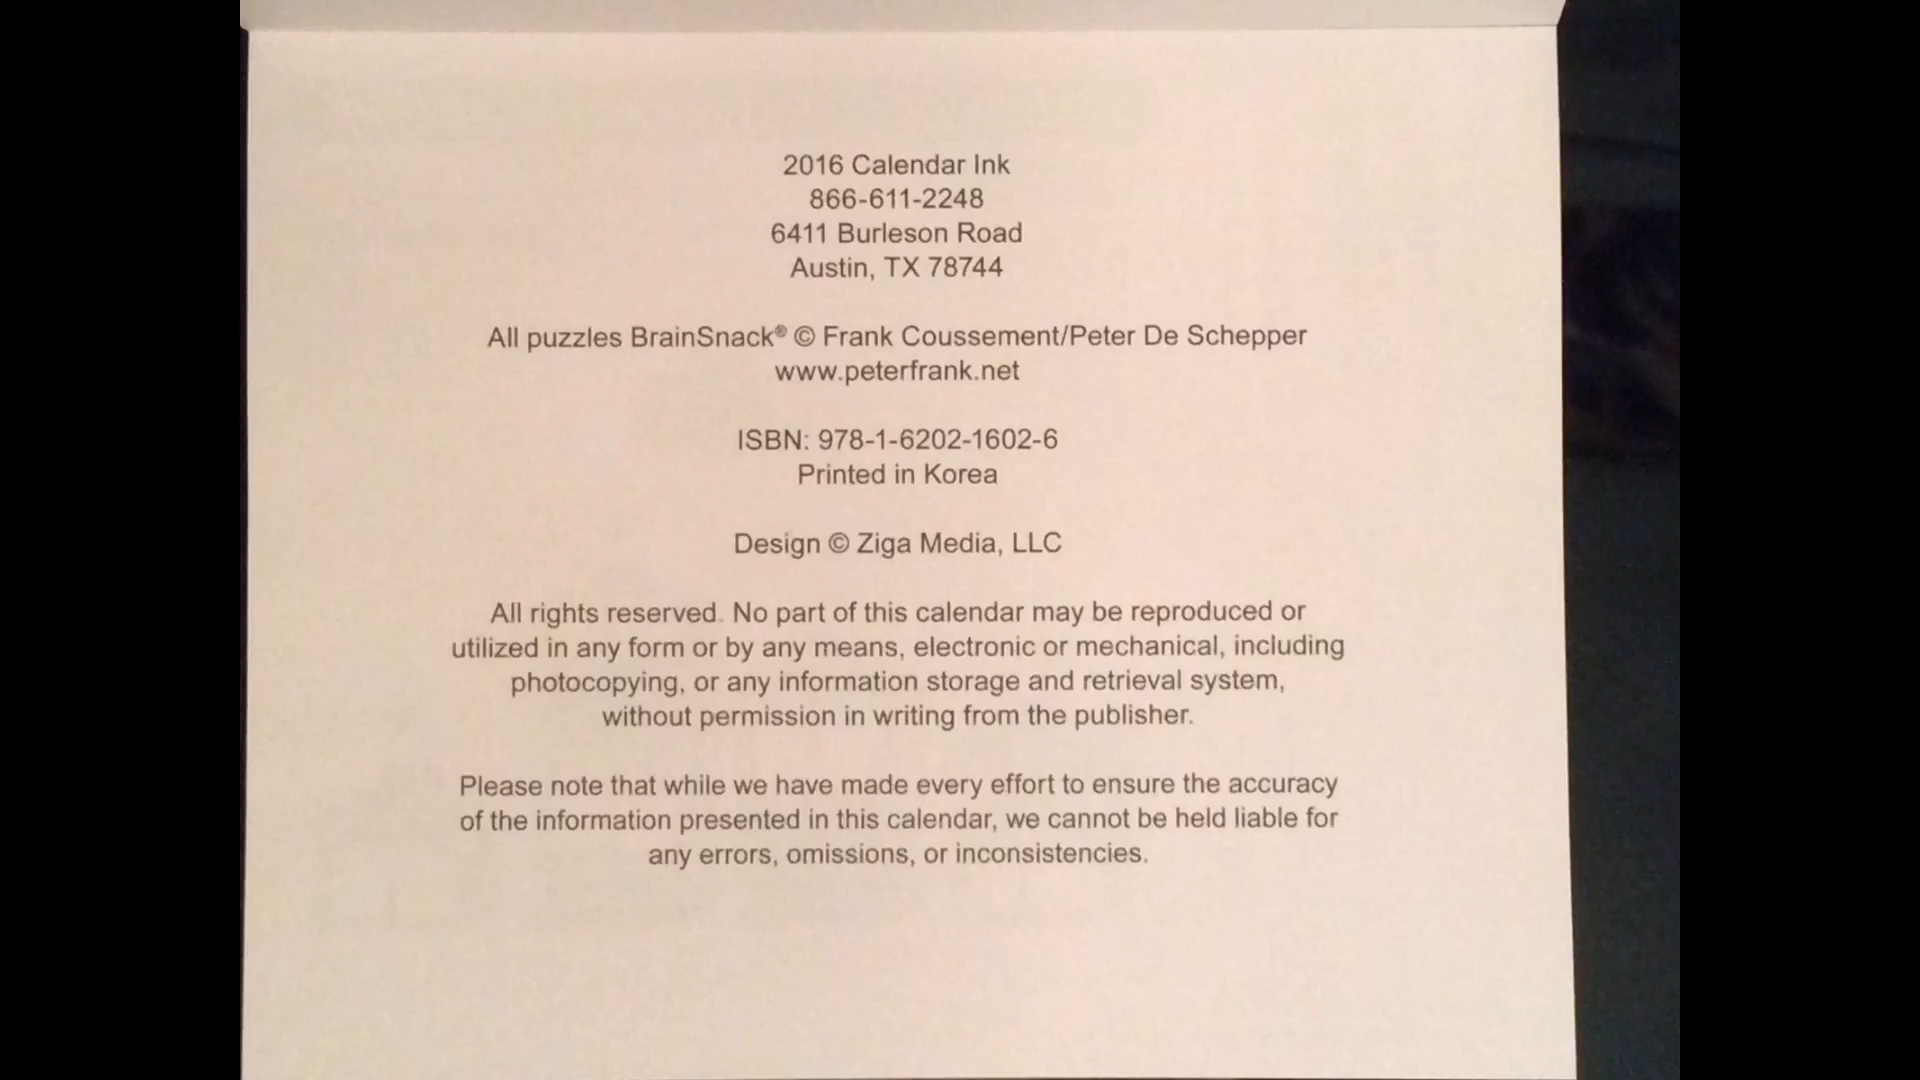 2016 Calendar Ink
866-611-2248
6411 Burleson Road
Austin, TX 78744
All puzzles BrainSnack® © Frank Coussement/Peter De Schepper
www.peterfrank.net
ISBN: 978-1-6202-1602-6
Printed in Korea
Design © Ziga Media, LLC
All rights reserved. No part of this calendar may be reproduced or
utilized in any form or by any means, electronic or mechanical, including
photocopying, or any information storage and retrieval system,
without permission in writing from the publisher.
Please note that while we have made every effort to ensure the accuracy
of the information presented in this calendar, we cannot be held liable for
any errors, omissions, or inconsistencies.